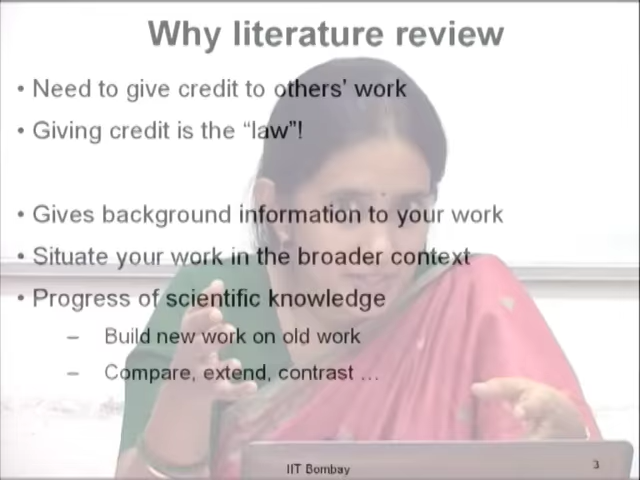 Why literature review
• Need to give credit to others' work
• Giving credit is the “law”!
• Gives background information to your work
• Situate your work in the broader context
• Progress of scientific knowledge
– Build new work on old work
– Compare, extend, contrast …
IIT Bombay
3